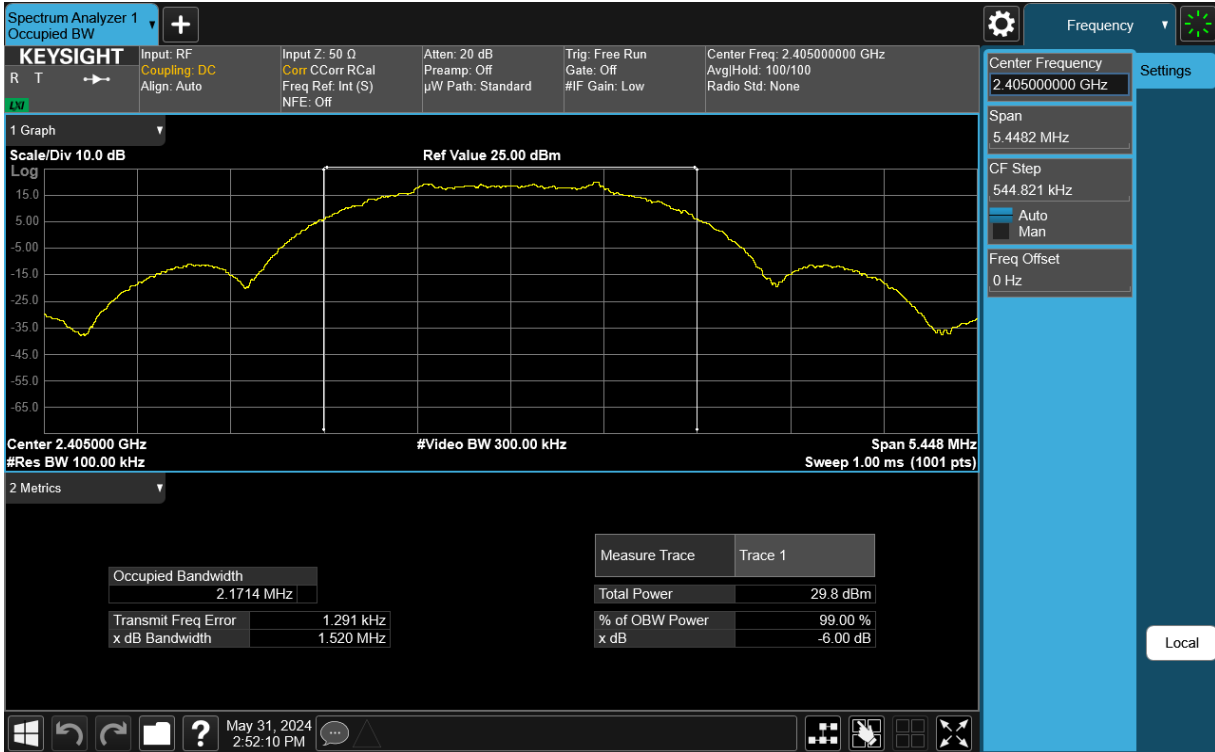 Spectrum Analyzer 1
Occupied BW
Frequency
KEYSIGHT
R T
LXI
Input: RF
Coupling: DC
Align: Auto
Input Z: 50 Ω
Corr CCorr RCal
Freq Ref: Int (S)
NFE: Off
Atten: 20 dB
Preamp: Off
µW Path: Standard
Trig: Free Run
Gate: Off
#IF Gain: Low
Center Freq: 2.405000000 GHz
Avg|Hold: 100/100
Radio Std: None
Center Frequency
2.405000000 GHz
Settings
Span
5.4482 MHz
CF Step
544.821 kHz
Auto
Man
Freq Offset
0 Hz
Local
1 Graph
Scale/Div 10.0 dB
Ref Value 25.00 dBm
Log
15.0
5.00
-5.00
-15.0
-25.0
-35.0
-45.0
-55.0
-65.0
Center 2.405000 GHz
#Video BW 300.00 kHz
Span 5.448 MHz
#Res BW 100.00 kHz
Sweep 1.00 ms (1001 pts)
2 Metrics
Measure Trace Trace 1
Occupied Bandwidth
2.1714 MHz
Total Power 29.8 dBm
Transmit Freq Error 1.291 kHz
% of OBW Power 99.00 %
x dB Bandwidth 1.520 MHz
x dB -6.00 dB
?
May 31, 2024
2:52:10 PM